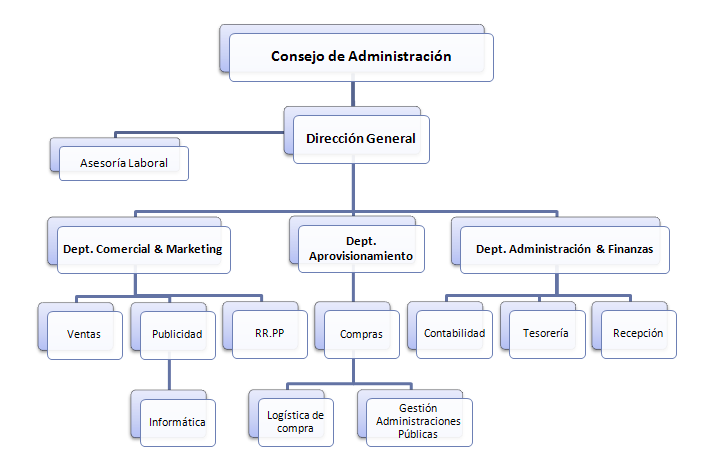 Consejo de Administración
Dirección General
Asesoría Laboral
Dept. Comercial & Marketing
Dept.
Aprovisionamiento
Dept. Administración & Finanzas
Ventas
Publicidad
RR.PP
Compras
Contabilidad
Tesorería
Recepción
Informática
Logística de
compra
Gestión
Administraciones
Públicas